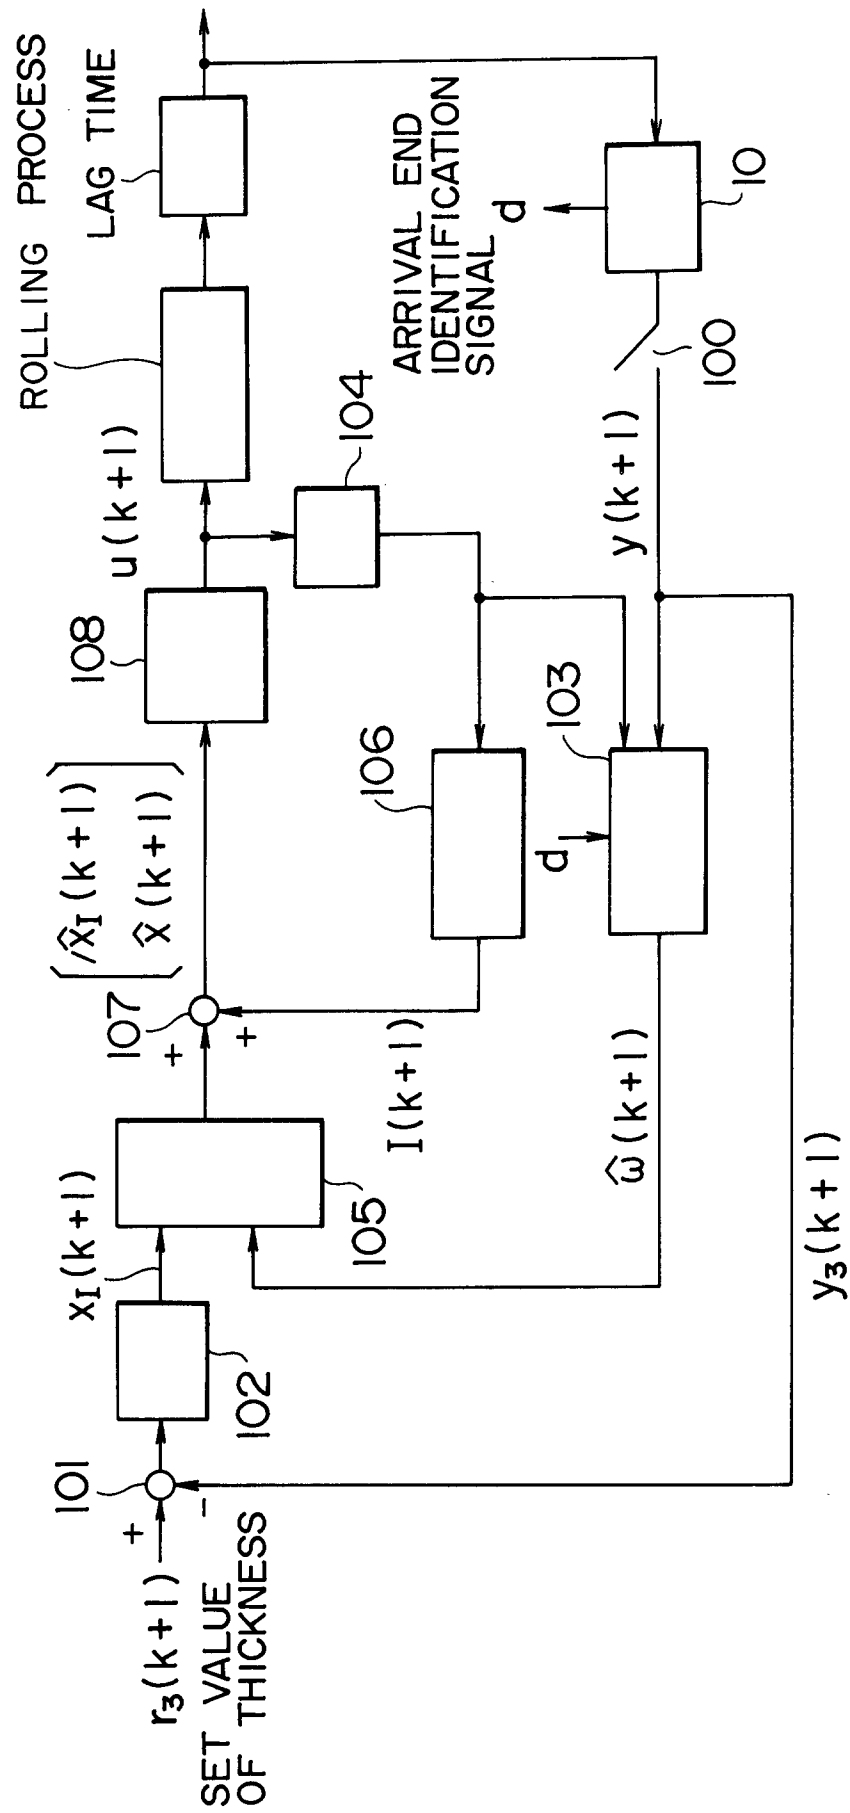 ROLLING PROCESS
LAG TIME
u(k+1)
108
104
(x̂I(k+1)
x̂(k+1))
107
+
+
106
I(k+1)
xI(k+1)
105
102
101
+
−
r3(k+1)
SET VALUE
OF THICKNESS
ARRIVAL END
IDENTIFICATION
SIGNAL
d
10
100
y(k+1)
103
d
ω̂(k+1)
y3(k+1)